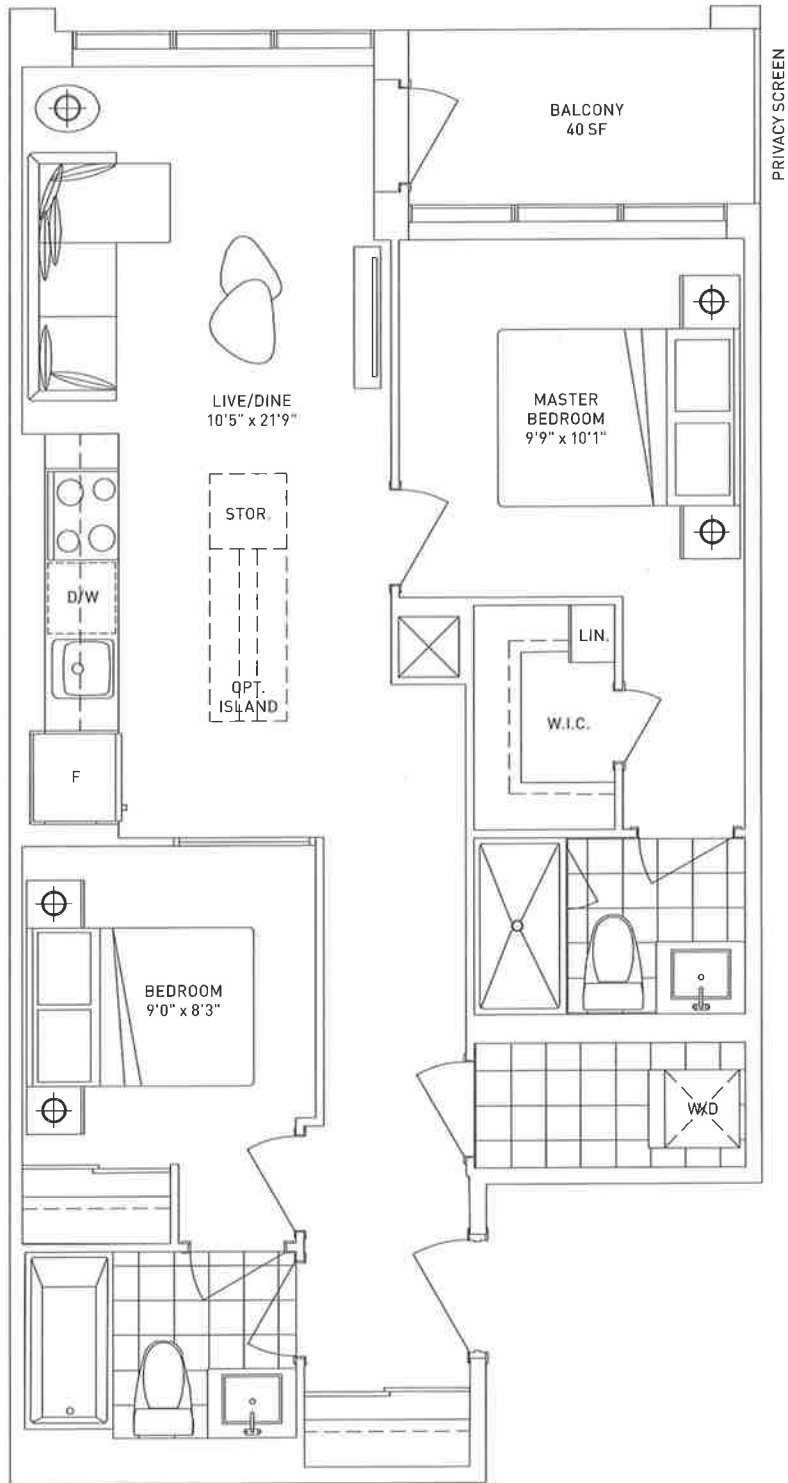 PRIVACY SCREEN
BALCONY
40 SF
LIVE/DINE
10'5" x 21'9"
MASTER
BEDROOM
9'9" x 10'1"
STOR.
D/W
LIN.
OPT.
ISLAND
W.I.C.
F
BEDROOM
9'0" x 8'3"
W/D